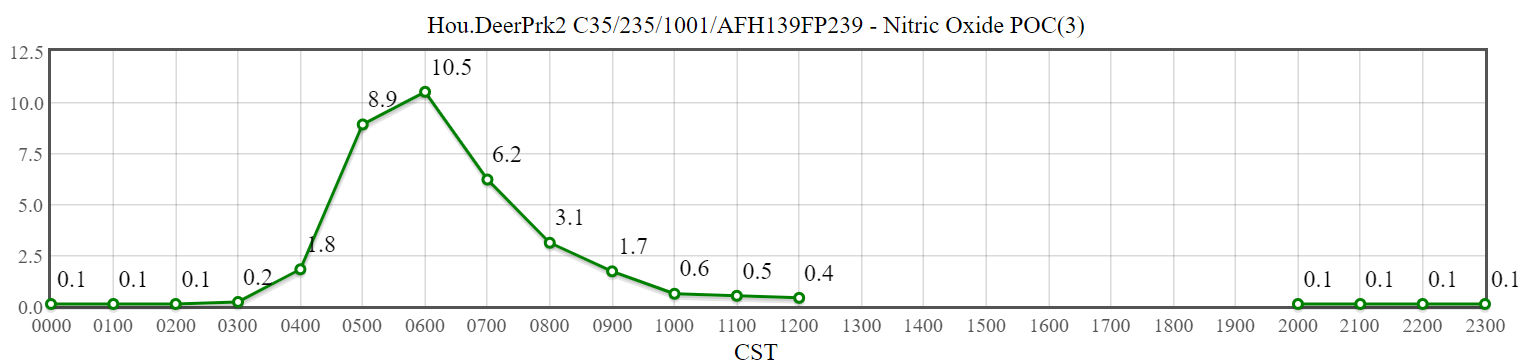 Hou.DeerPrk2 C35/235/1001/AFH139FP239 - Nitric Oxide POC(3)
12.5
10.0
7.5
5.0
2.5
0.0
0.1 0.1 0.1 0.2 1.8 8.9 10.5 6.2 3.1 1.7 0.6 0.5 0.4 0.1 0.1 0.1 0.1
0000 0100 0200 0300 0400 0500 0600 0700 0800 0900 1000 1100 1200 1300 1400 1500 1600 1700 1800 1900 2000 2100 2200 2300
CST